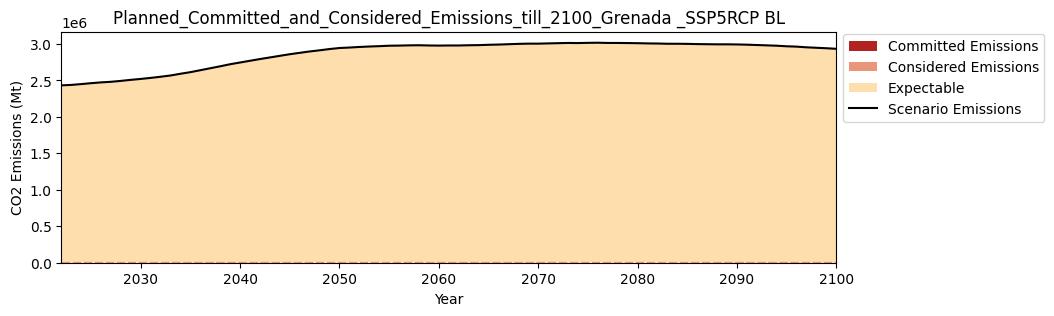 Planned_Committed_and_Considered_Emissions_till_2100_Grenada _SSP5RCP BL
1e6
3.0
2.5
2.0
1.5
1.0
0.5
0.0
CO2 Emissions (Mt)
2030 2040 2050 2060 2070 2080 2090 2100
Year
Committed Emissions
Considered Emissions
Expectable
Scenario Emissions